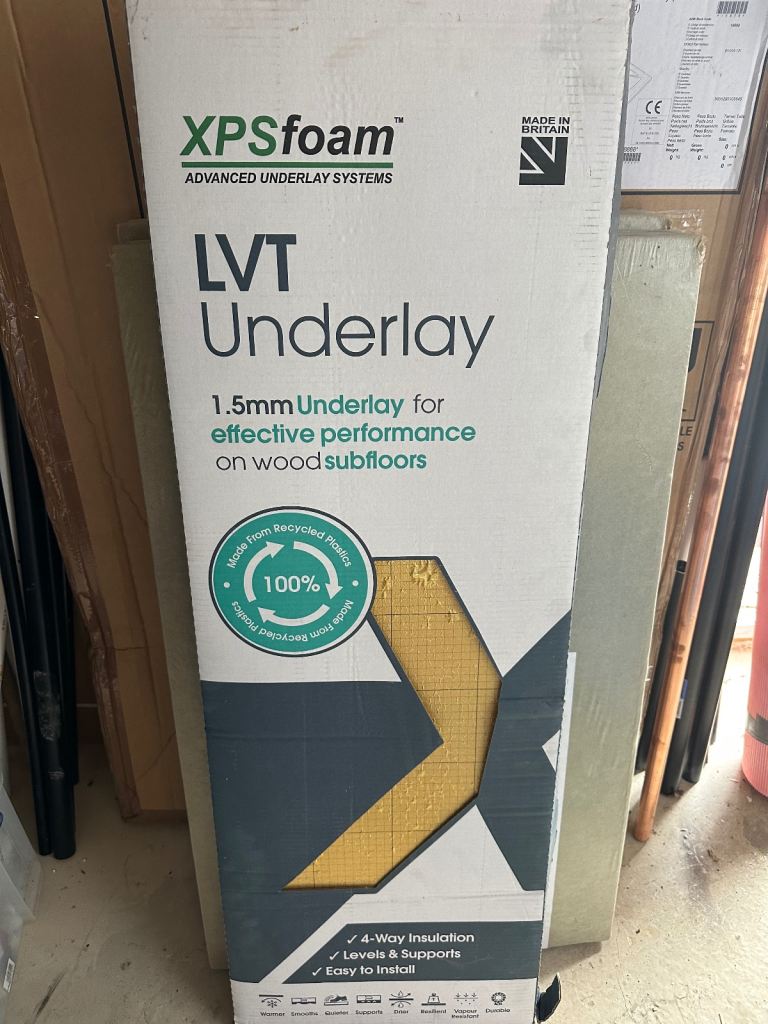 XPSfoam™
ADVANCED UNDERLAY SYSTEMS
MADE IN
BRITAIN
LVT
Underlay
1.5mm Underlay for
effective performance
on wood subfloors
Made From Recycled Plastics
100%
Made From Recycled Plastics
✓ 4-Way Insulation
✓ Levels & Supports
✓ Easy to Install
Warmer Smooths Quieter Supports Drier Resilient Vapour Resistant Durable
CE